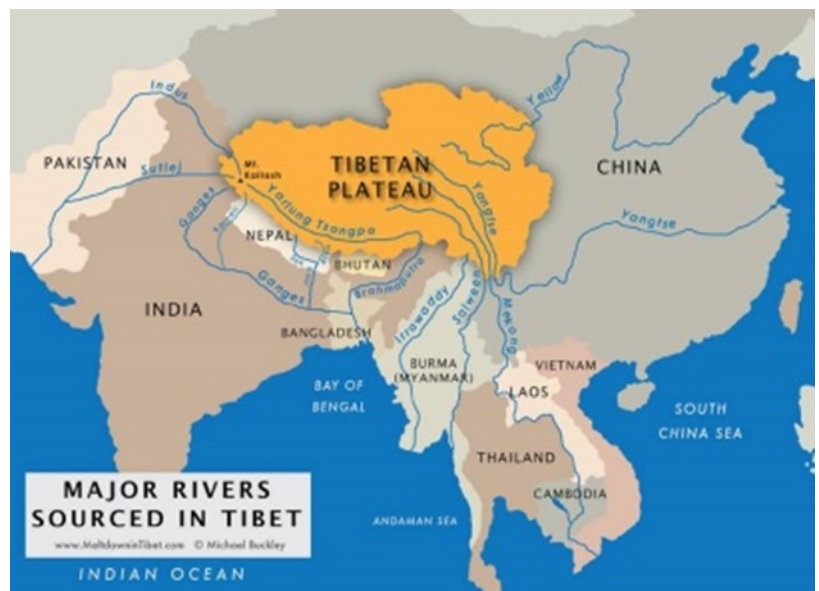 Indus
Yellow
PAKISTAN
Sutlej
Mt.
Kailash
TIBETAN
PLATEAU
CHINA
Ganges
Yarlung Tsangpo
Yangtse
Yangtse
NEPAL
BHUTAN
Ganges
Brahmaputra
INDIA
BANGLADESH
Irrawaddy
Salween
Mekong
BURMA
(MYANMAR)
VIETNAM
LAOS
BAY OF
BENGAL
SOUTH
CHINA SEA
THAILAND
CAMBODIA
ANDAMAN SEA
MAJOR RIVERS
SOURCED IN TIBET
www.MeltdowninTibet.com © Michael Buckley
INDIAN OCEAN